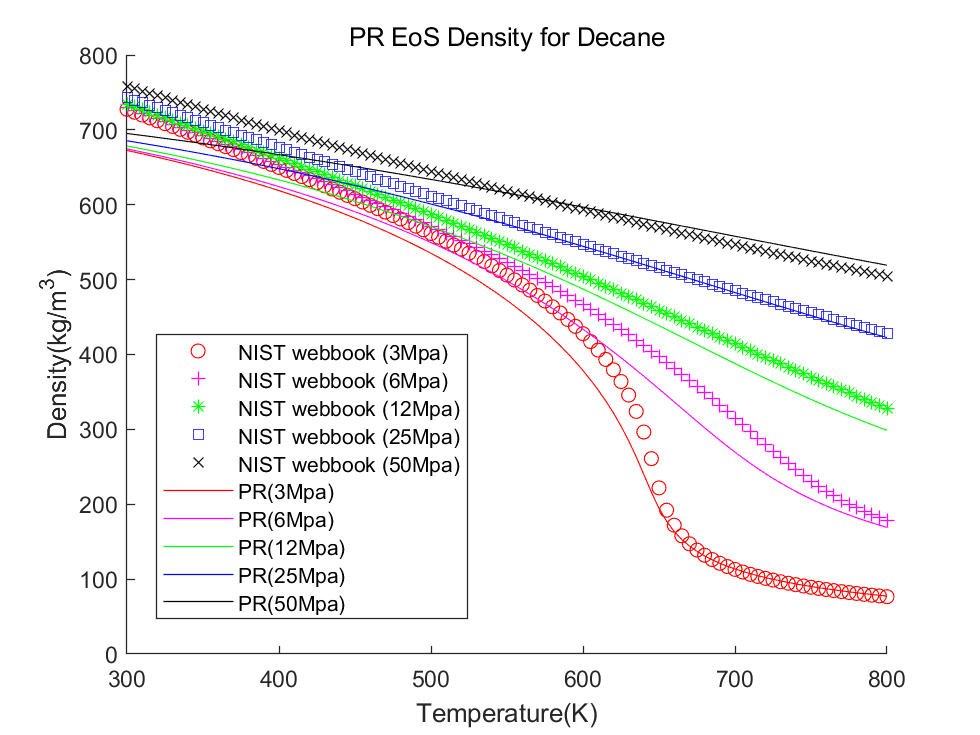 PR EoS Density for Decane
Density(kg/m³)
800
700
600
500
400
300
200
100
0
NIST webbook (3Mpa)
NIST webbook (6Mpa)
NIST webbook (12Mpa)
NIST webbook (25Mpa)
NIST webbook (50Mpa)
PR(3Mpa)
PR(6Mpa)
PR(12Mpa)
PR(25Mpa)
PR(50Mpa)
300 400 500 600 700 800
Temperature(K)